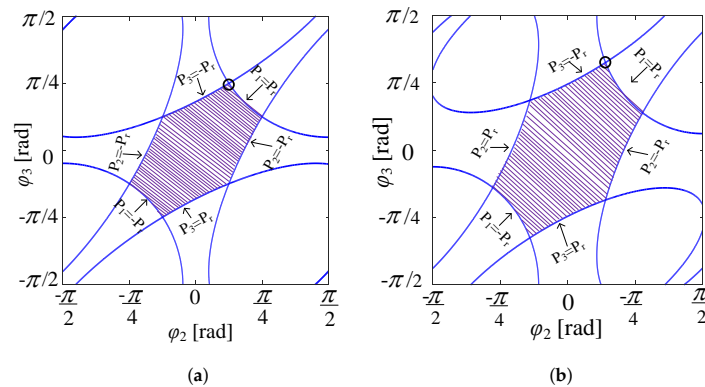 π/2
π/4
0
-π/4
-π/2
φ₃ [rad]
P₃=-Pᵣ
P₁=Pᵣ
P₂=-Pᵣ
P₂=-Pᵣ
P₁=-Pᵣ
P₃=Pᵣ
-π/2 -π/4 0 π/4 π/2
φ₂ [rad]
(a)
π/2
π/4
0
-π/4
-π/2
φ₃ [rad]
P₃=-Pᵣ
P₁=Pᵣ
P₂=-Pᵣ
P₂=-Pᵣ
P₁=-Pᵣ
P₃=Pᵣ
-π/2 -π/4 0 -π/4 π/2
φ₂ [rad]
(b)